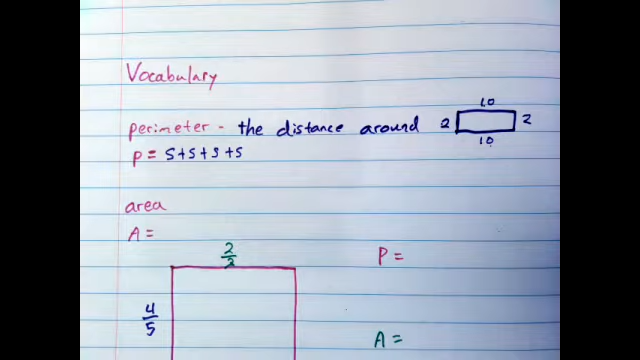 Vocabulary
10
perimeter - the distance around 2 2
10
p = s+s+s+s
area
A =
2/3
P =
4/5
A =